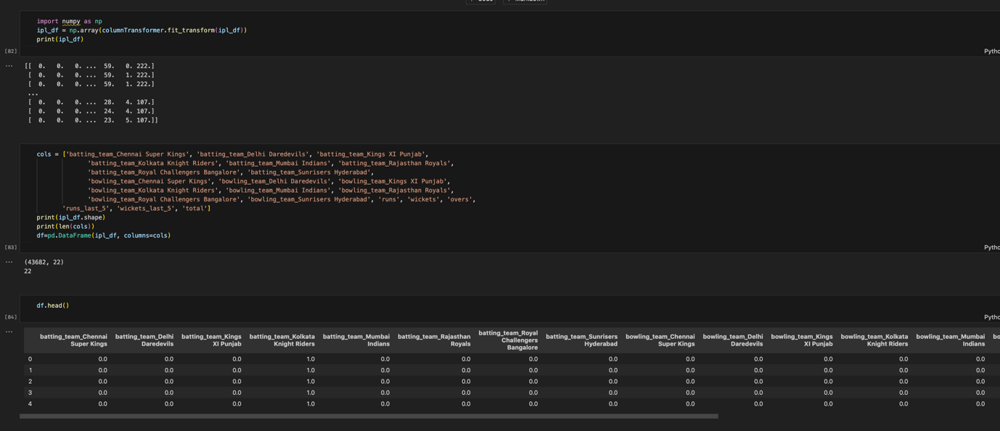 import numpy as np
ipl_df = np.array(columnTransformer.fit_transform(ipl_df))
print(ipl_df)
[82]
...
[[ 0. 0. 0. ... 59. 0. 222.]
[ 0. 0. 0. ... 59. 1. 222.]
[ 0. 0. 0. ... 59. 1. 222.]
...
[ 0. 0. 0. ... 28. 4. 107.]
[ 0. 0. 0. ... 24. 4. 107.]
[ 0. 0. 0. ... 23. 5. 107.]]
cols = ['batting_team_Chennai Super Kings', 'batting_team_Delhi Daredevils', 'batting_team_Kings XI Punjab',
'batting_team_Kolkata Knight Riders', 'batting_team_Mumbai Indians', 'batting_team_Rajasthan Royals',
'batting_team_Royal Challengers Bangalore', 'batting_team_Sunrisers Hyderabad',
'bowling_team_Chennai Super Kings', 'bowling_team_Delhi Daredevils', 'bowling_team_Kings XI Punjab',
'bowling_team_Kolkata Knight Riders', 'bowling_team_Mumbai Indians', 'bowling_team_Rajasthan Royals',
'bowling_team_Royal Challengers Bangalore', 'bowling_team_Sunrisers Hyderabad', 'runs', 'wickets', 'overs',
'runs_last_5', 'wickets_last_5', 'total']
print(ipl_df.shape)
print(len(cols))
df=pd.DataFrame(ipl_df, columns=cols)
[83]
...
(43682, 22)
22
df.head()
[84]
...
batting_team_Chennai Super Kings batting_team_Delhi Daredevils batting_team_Kings XI Punjab batting_team_Kolkata Knight Riders batting_team_Mumbai Indians batting_team_Rajasthan Royals batting_team_Royal Challengers Bangalore batting_team_Sunrisers Hyderabad bowling_team_Chennai Super Kings bowling_team_Delhi Daredevils bowling_team_Kings XI Punjab bowling_team_Kolkata Knight Riders bowling_team_Mumbai Indians
0 0.0 0.0 0.0 1.0 0.0 0.0 0.0 0.0 0.0 0.0 0.0 0.0 0.0
1 0.0 0.0 0.0 1.0 0.0 0.0 0.0 0.0 0.0 0.0 0.0 0.0 0.0
2 0.0 0.0 0.0 1.0 0.0 0.0 0.0 0.0 0.0 0.0 0.0 0.0 0.0
3 0.0 0.0 0.0 1.0 0.0 0.0 0.0 0.0 0.0 0.0 0.0 0.0 0.0
4 0.0 0.0 0.0 1.0 0.0 0.0 0.0 0.0 0.0 0.0 0.0 0.0 0.0